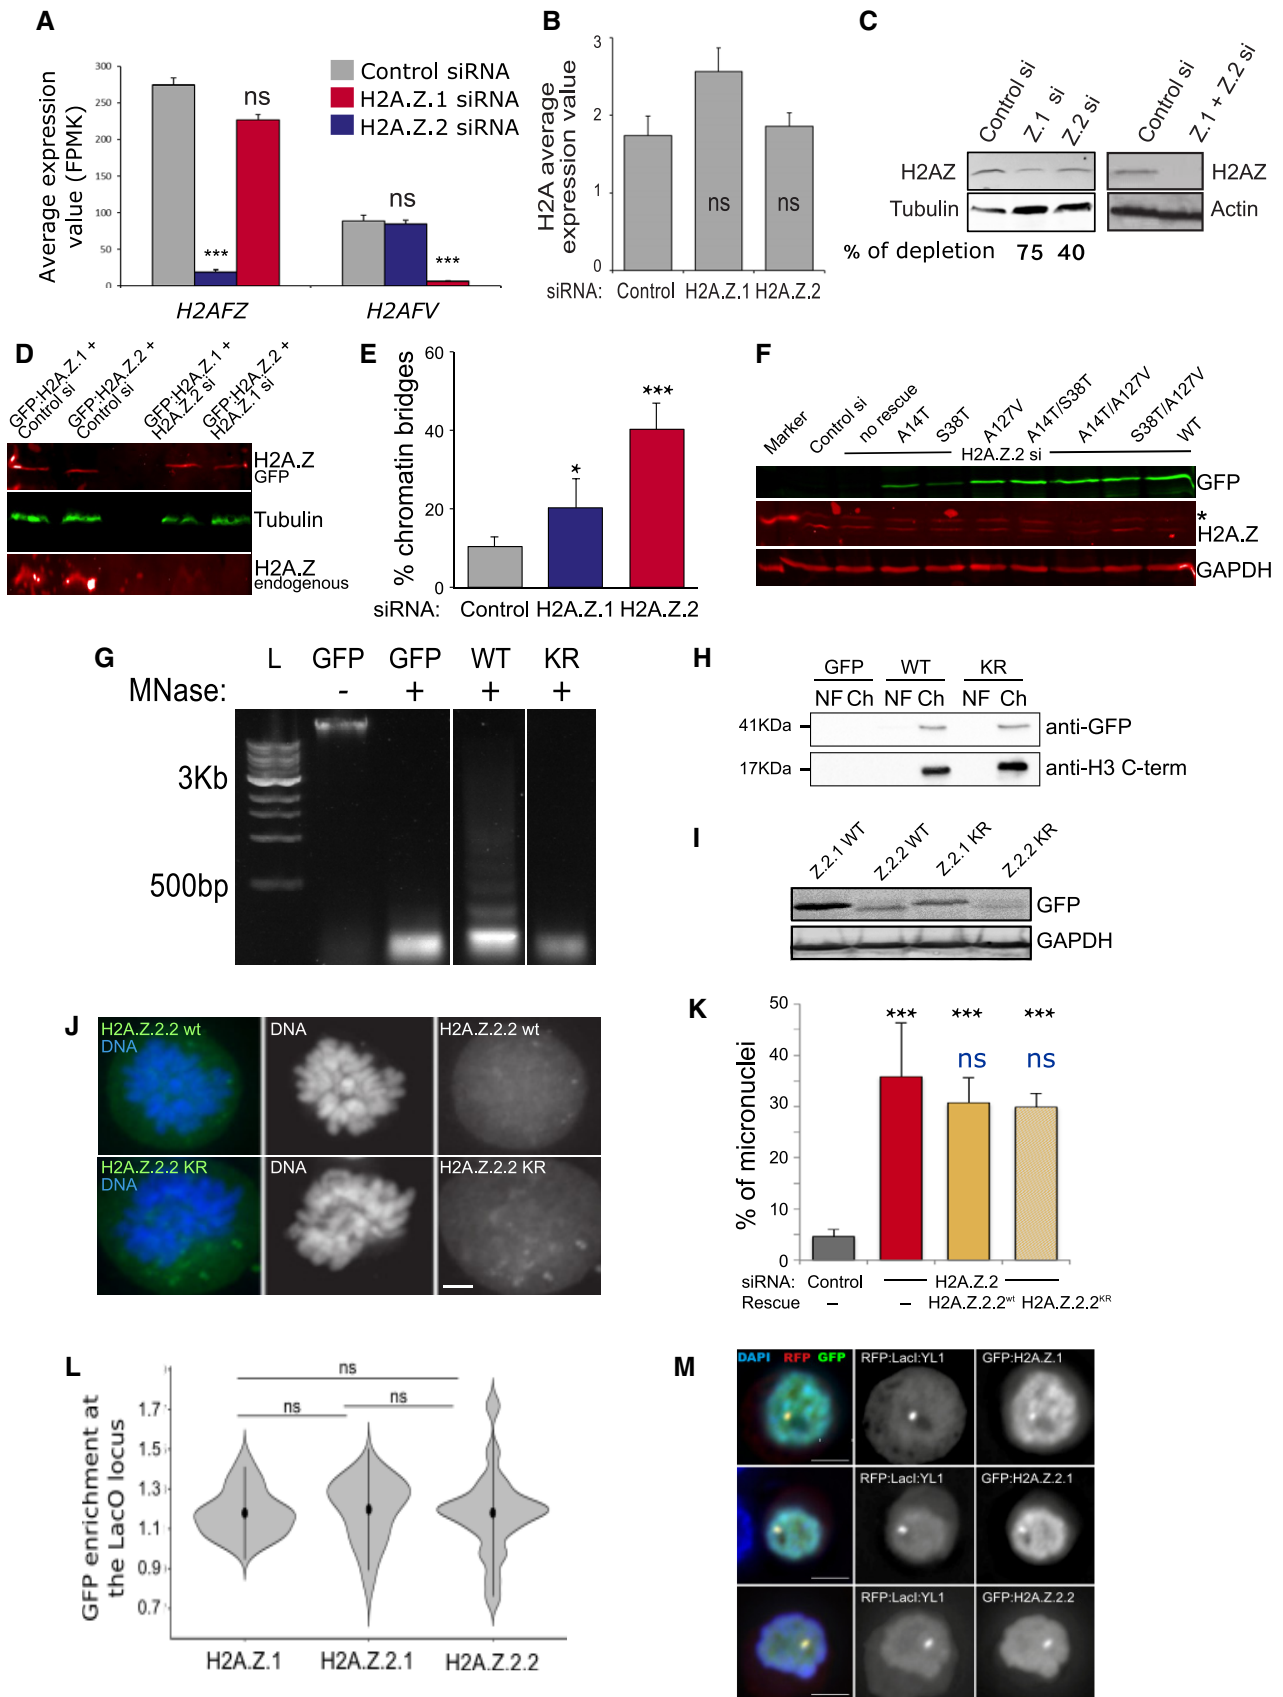 A
Average expression
value (FPMK)
300
250
200
150
100
50
0
***
ns
ns
***
H2AFZ
H2AFV
Control siRNA
H2A.Z.1 siRNA
H2A.Z.2 siRNA
B
H2A average
expression value
3
2
1
0
ns
ns
siRNA: Control H2A.Z.1 H2A.Z.2
C
Control si
Z.1 si
Z.2 si
Control si
Z.1 + Z.2 si
H2AZ
H2AZ
Tubulin
Actin
% of depletion 75 40
D
GFP:H2A.Z.1 +
Control si
GFP:H2A.Z.2 +
Control si
GFP:H2A.Z.1 +
H2A.Z.2 si
GFP:H2A.Z.2 +
H2A.Z.1 si
H2A.Z
GFP
Tubulin
H2A.Z
endogenous
E
% chromatin bridges
60
40
20
0
*
***
siRNA: Control H2A.Z.1 H2A.Z.2
F
Marker
Control si
no rescue
A14T
S38T
A127V
A14T/S38T
A14T/A127V
S38T/A127V
WT
H2A.Z.2 si
GFP
*
H2A.Z
GAPDH
G
L GFP GFP WT KR
MNase: - + + +
3Kb
500bp
H
GFP WT KR
NF Ch NF Ch NF Ch
41KDa
anti-GFP
17KDa
anti-H3 C-term
I
Z.2.1 WT
Z.2.2 WT
Z.2.1 KR
Z.2.2 KR
GFP
GAPDH
J
H2A.Z.2.2 wt
DNA
DNA
H2A.Z.2.2 wt
H2A.Z.2.2 KR
DNA
DNA
H2A.Z.2.2 KR
K
% of micronuclei
50
40
30
20
10
0
*** *** ***
ns ns
siRNA: Control H2A.Z.2
Rescue – – H2A.Z.2.2wt H2A.Z.2.2KR
L
GFP enrichment at
the LacO locus
1.7
1.5
1.3
1.1
0.9
0.7
ns
ns
ns
H2A.Z.1 H2A.Z.2.1 H2A.Z.2.2
M
DAPI RFP GFP
RFP:LacI:YL1
GFP:H2A.Z.1
RFP:LacI:YL1
GFP:H2A.Z.2.1
RFP:LacI:YL1
GFP:H2A.Z.2.2